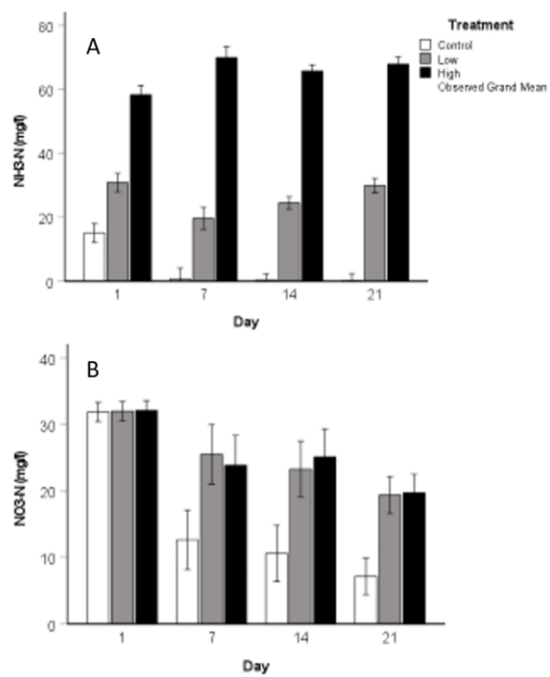 A
Treatment
Control
Low
High
Observed Grand Mean
NH3-N (mg/l)
80
60
40
20
0
1 7 14 21
Day
B
NO3-N (mg/l)
40
30
20
10
0
1 7 14 21
Day